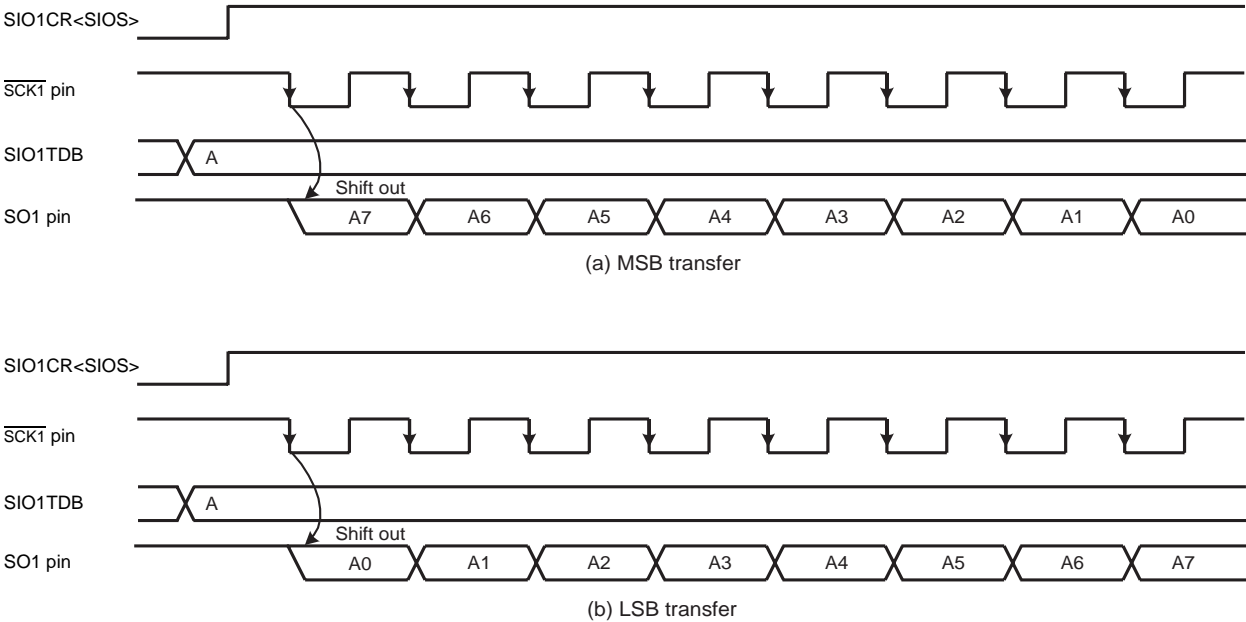 SIO1CR<SIOS>
SCK1 pin
SIO1TDB
A
Shift out
SO1 pin
A7 A6 A5 A4 A3 A2 A1 A0
(a) MSB transfer
SIO1CR<SIOS>
SCK1 pin
SIO1TDB
A
Shift out
SO1 pin
A0 A1 A2 A3 A4 A5 A6 A7
(b) LSB transfer